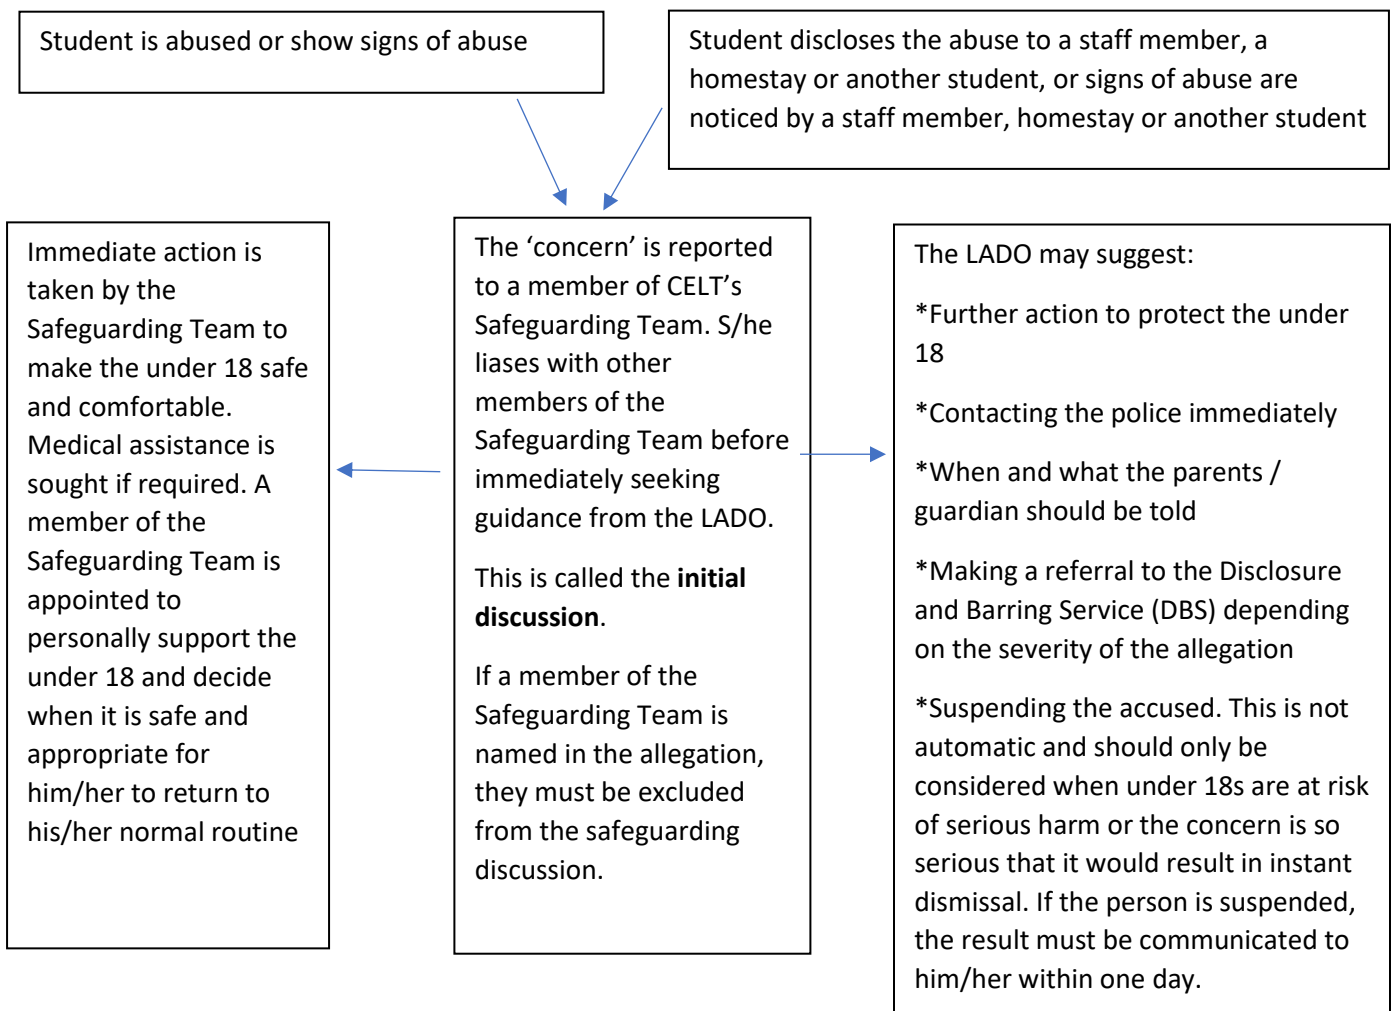 Student is abused or show signs of abuse
Student discloses the abuse to a staff member, a
homestay or another student, or signs of abuse are
noticed by a staff member, homestay or another student
Immediate action is
taken by the
Safeguarding Team to
make the under 18 safe
and comfortable.
Medical assistance is
sought if required. A
member of the
Safeguarding Team is
appointed to
personally support the
under 18 and decide
when it is safe and
appropriate for
him/her to return to
his/her normal routine
The ‘concern’ is reported
to a member of CELT’s
Safeguarding Team. S/he
liases with other
members of the
Safeguarding Team before
immediately seeking
guidance from the LADO.
This is called the initial
discussion.
If a member of the
Safeguarding Team is
named in the allegation,
they must be excluded
from the safeguarding
discussion.
The LADO may suggest:
*Further action to protect the under
18
*Contacting the police immediately
*When and what the parents /
guardian should be told
*Making a referral to the Disclosure
and Barring Service (DBS) depending
on the severity of the allegation
*Suspending the accused. This is not
automatic and should only be
considered when under 18s are at risk
of serious harm or the concern is so
serious that it would result in instant
dismissal. If the person is suspended,
the result must be communicated to
him/her within one day.